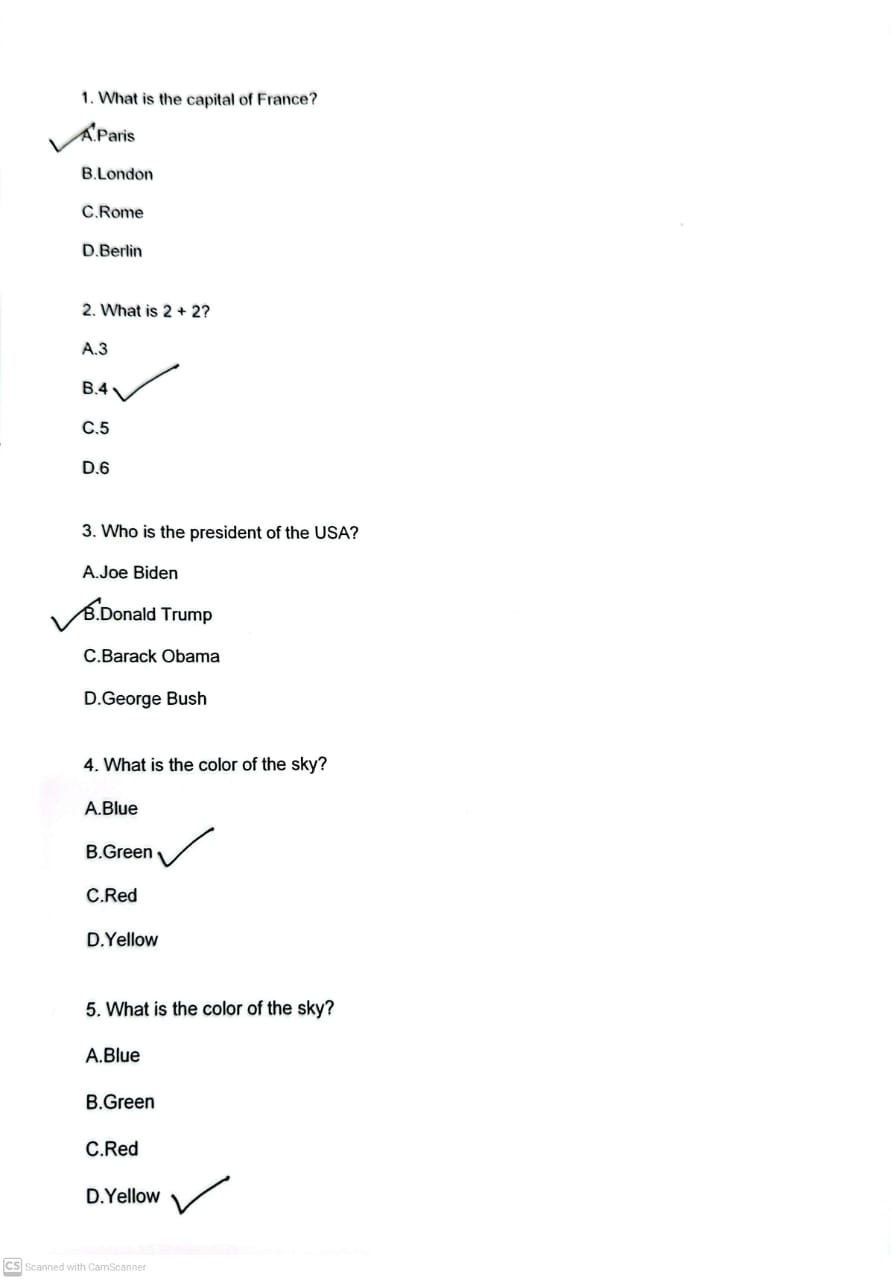 1. What is the capital of France?
A.Paris
B.London
C.Rome
D.Berlin
2. What is 2 + 2?
A.3
B.4
C.5
D.6
3. Who is the president of the USA?
A.Joe Biden
B.Donald Trump
C.Barack Obama
D.George Bush
4. What is the color of the sky?
A.Blue
B.Green
C.Red
D.Yellow
5. What is the color of the sky?
A.Blue
B.Green
C.Red
D.Yellow
CS Scanned with CamScanner